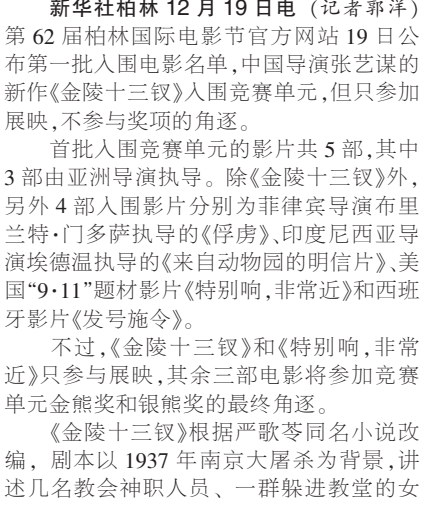 新华社柏林 12 月 19 日电 (记者郭洋)
第 62 届柏林国际电影节官方网站 19 日公
布第一批入围电影名单,中国导演张艺谋的
新作《金陵十三钗》入围竞赛单元,但只参加
展映,不参与奖项的角逐。
首批入围竞赛单元的影片共 5 部,其中
3 部由亚洲导演执导。除《金陵十三钗》外,
另外 4 部入围影片分别为菲律宾导演布里
兰特·门多萨执导的《俘虏》、印度尼西亚导
演埃德温执导的《来自动物园的明信片》、美
国“9·11”题材影片《特别响,非常近》和西班
牙影片《发号施令》。
不过,《金陵十三钗》和《特别响,非常
近》只参与展映,其余三部电影将参加竞赛
单元金熊奖和银熊奖的最终角逐。
《金陵十三钗》根据严歌苓同名小说改
编, 剧本以 1937 年南京大屠杀为背景,讲
述几名教会神职人员、一群躲进教堂的女